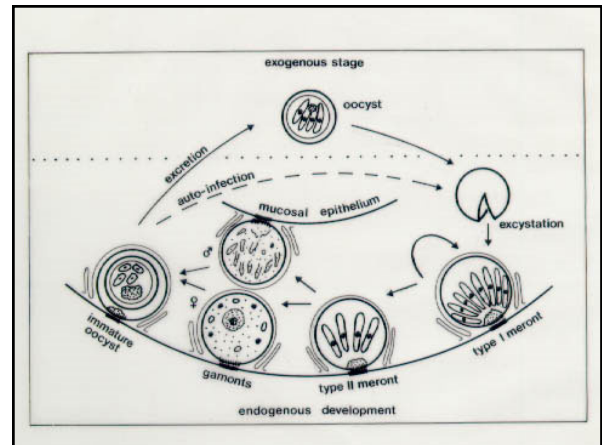 exogenous stage
oocyst
excretion
auto-infection
mucosal epithelium
excystation
♂
♀
immature
oocyst
gamonts
type II meront
type I meront
endogenous development